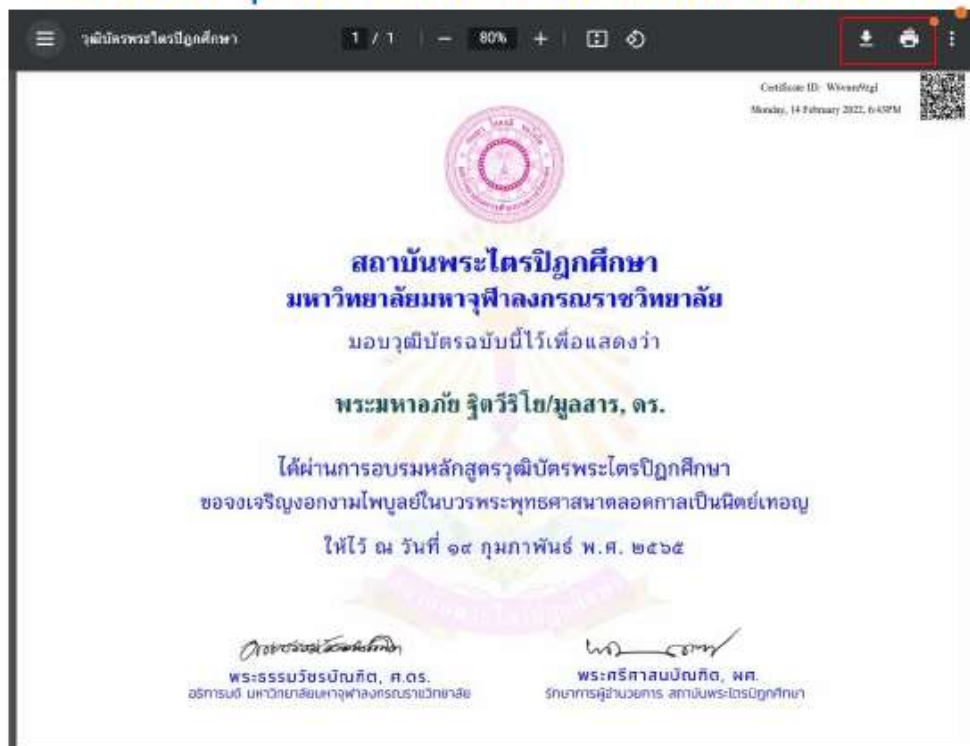 วุฒิบัตรพระไตรปิฎกศึกษา 1 / 1 80%
Certificate ID:
Monday, 14 February 2022, 6:43PM
สถาบันพระไตรปิฎกศึกษา
มหาวิทยาลัยมหาจุฬาลงกรณราชวิทยาลัย
มอบวุฒิบัตรฉบับนี้ไว้เพื่อแสดงว่า
พระมหาอภัย ฐิตวีริโย/มูลสาร, ดร.
ได้ผ่านการอบรมหลักสูตรวุฒิบัตรพระไตรปิฎกศึกษา
ขอจงเจริญงอกงามไพบูลย์ในบวรพระพุทธศาสนาตลอดกาลเป็นนิตย์เทอญ
ให้ไว้ ณ วันที่ ๑๙ กุมภาพันธ์ พ.ศ. ๒๕๖๕
พระธรรมวัชรบัณฑิต, ศ.ดร.
อธิการบดี มหาวิทยาลัยมหาจุฬาลงกรณราชวิทยาลัย
พระศรีศาสนบัณฑิต, ผศ.
รักษาการผู้อำนวยการ สถาบันพระไตรปิฎกศึกษา